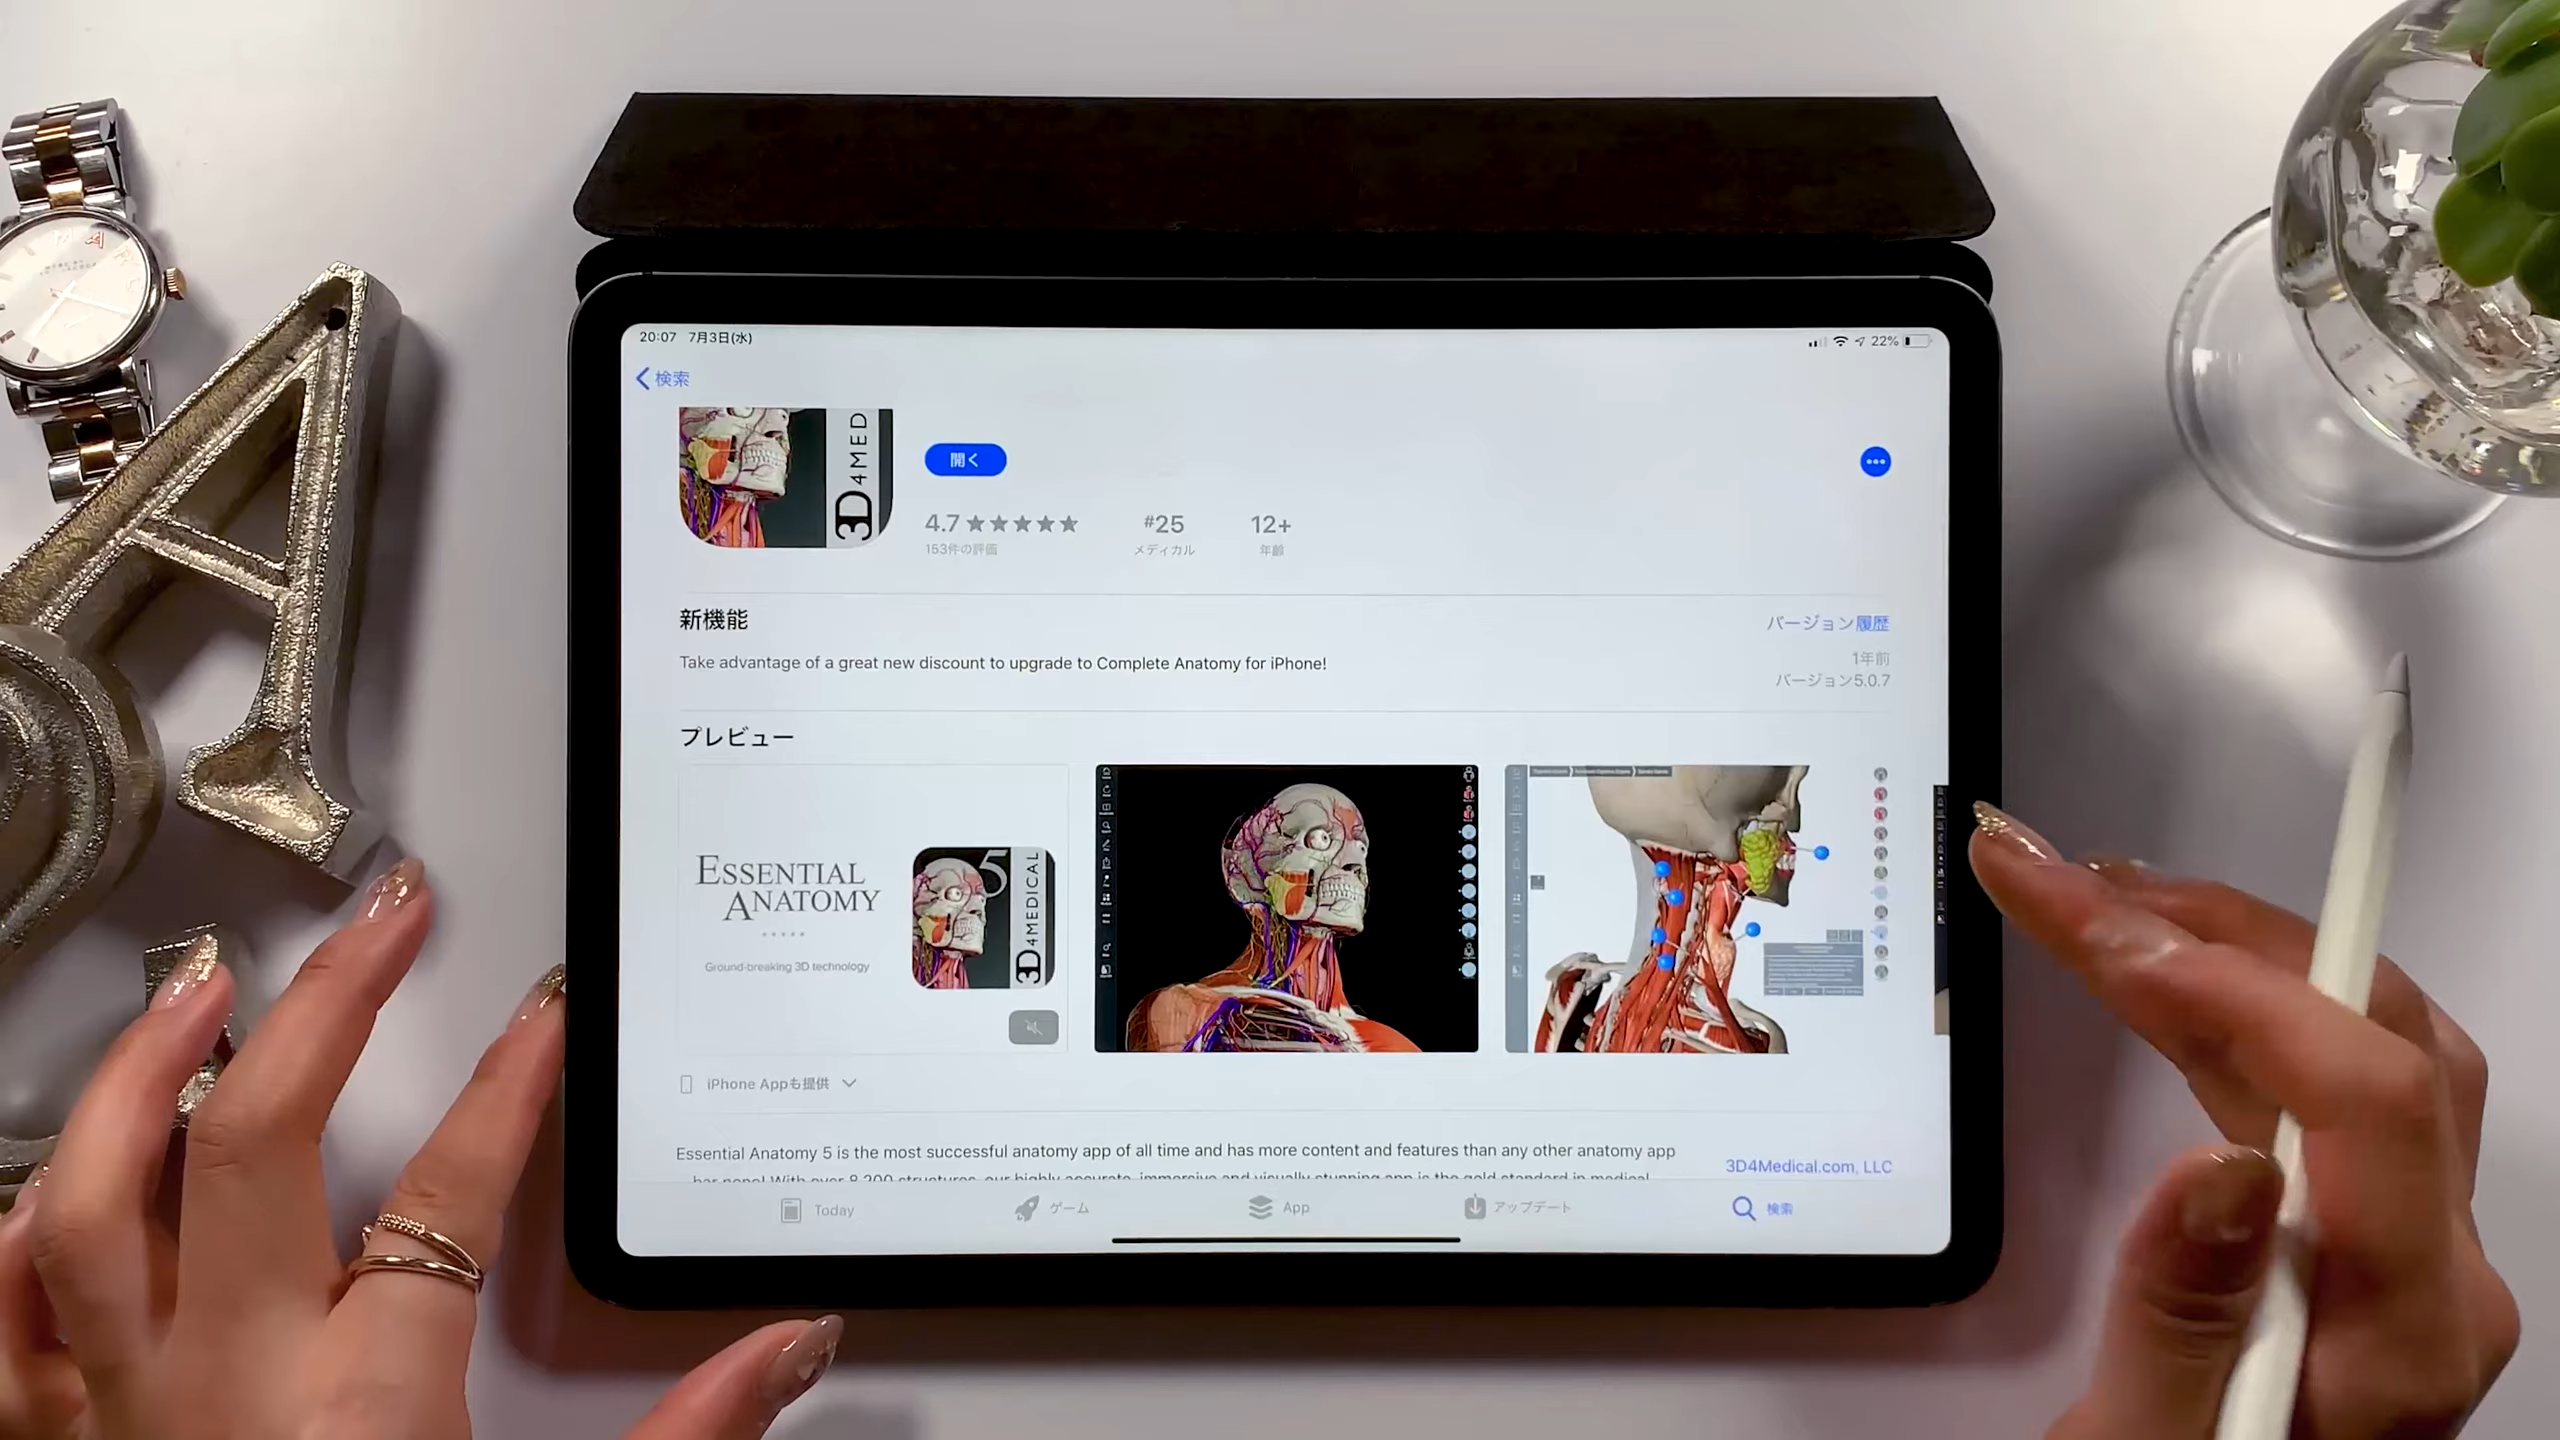 MAR
20:07 7月3日(水)
22%
検索
3D4MED
開く
4.7
#25
12+
153件の評価
メディカル
年齢
新機能
バージョン履歴
Take advantage of a great new discount to upgrade to Complete Anatomy for iPhone!
1年前
バージョン5.0.7
プレビュー
ESSENTIAL
ANATOMY
Ground-breaking 3D technology
5
3D4MEDICAL
iPhone Appも提供
Essential Anatomy 5 is the most successful anatomy app of all time and has more content and features than any other anatomy app
3D4Medical.com, LLC
Today
ゲーム
App
アップデート
検索